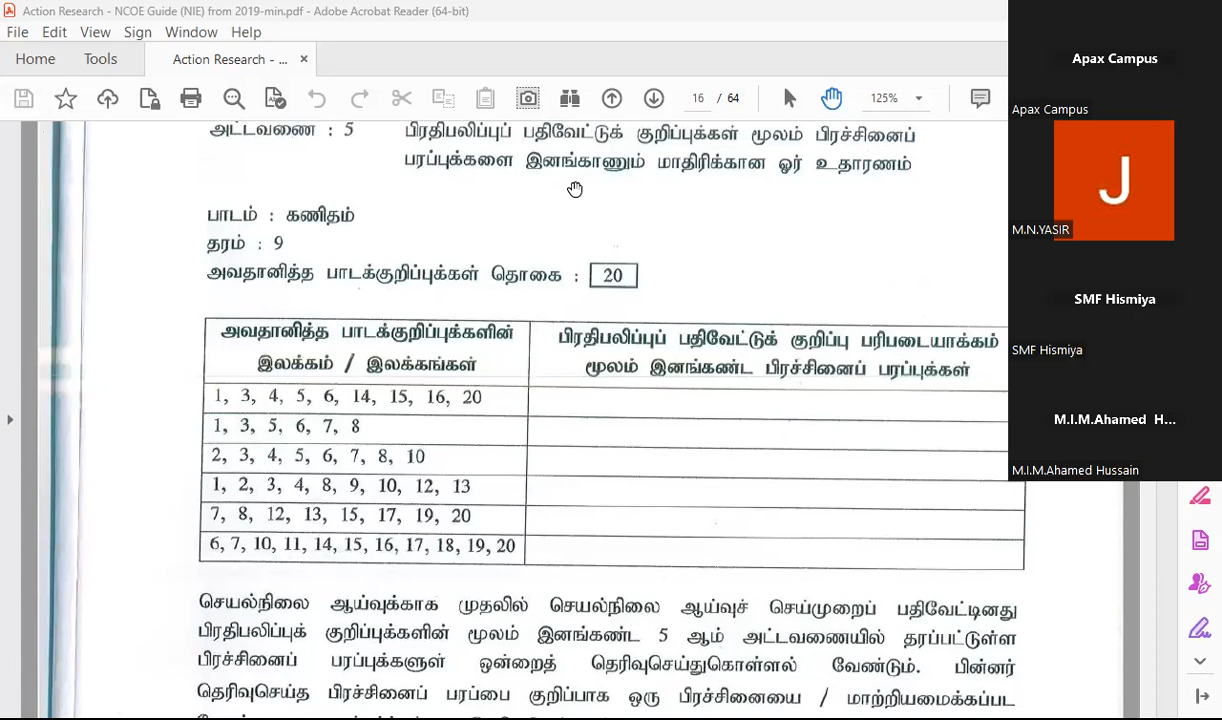 Action Research - NCOE Guide (NIE) from 2019-min.pdf - Adobe Acrobat Reader (64-bit)
File Edit View Sign Window Help
Home Tools Action Research - ... ×
16 / 64 125%
அட்டவணை : 5 பிரதிபலிப்புப் பதிவேட்டுக் குறிப்புக்கள் மூலம் பிரச்சினைப்
பரப்புக்களை இனங்காணும் மாதிரிக்கான ஓர் உதாரணம்
பாடம் : கணிதம்
தரம் : 9
அவதானித்த பாடக்குறிப்புக்கள் தொகை : 20
அவதானித்த பாடக்குறிப்புக்களின்
இலக்கம் / இலக்கங்கள்
பிரதிபலிப்புப் பதிவேட்டுக் குறிப்பு பரிபடையாக்கம்
மூலம் இனங்கண்ட பிரச்சினைப் பரப்புக்கள்
1, 3, 4, 5, 6, 14, 15, 16, 20
1, 3, 5, 6, 7, 8
2, 3, 4, 5, 6, 7, 8, 10
1, 2, 3, 4, 8, 9, 10, 12, 13
7, 8, 12, 13, 15, 17, 19, 20
6, 7, 10, 11, 14, 15, 16, 17, 18, 19, 20
செயல்நிலை ஆய்வுக்காக முதலில் செயல்நிலை ஆய்வுச் செய்முறைப் பதிவேட்டினது
பிரதிபலிப்புக் குறிப்புக்களின் மூலம் இனங்கண்ட 5 ஆம் அட்டவணையில் தரப்பட்டுள்ள
பிரச்சினைப் பரப்புக்களுள் ஒன்றைத் தெரிவுசெய்துகொள்ளல் வேண்டும். பின்னர்
தெரிவுசெய்த பிரச்சினைப் பரப்பை குறிப்பாக ஒரு பிரச்சினையை / மாற்றியமைக்கப்பட
Apax Campus
Apax Campus
J
M.N.YASIR
SMF Hismiya
SMF Hismiya
M.I.M.Ahamed H...
M.I.M.Ahamed Hussain